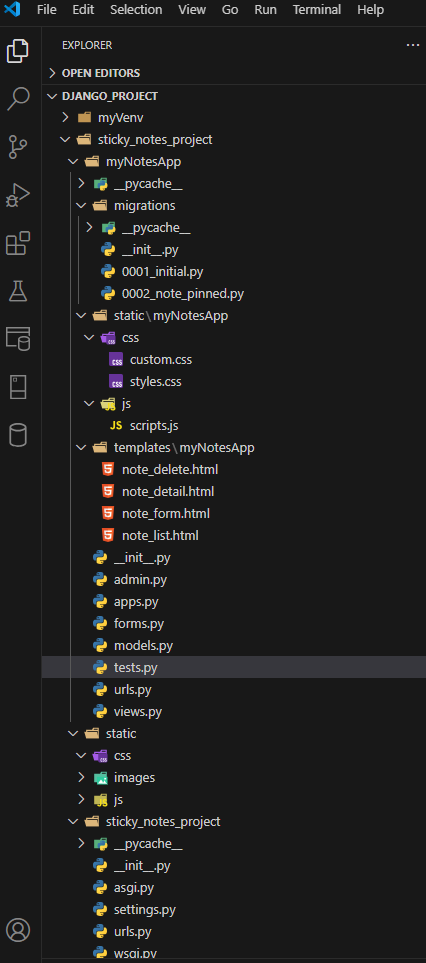 File Edit Selection View Go Run Terminal Help
EXPLORER ...
OPEN EDITORS
DJANGO_PROJECT
myVenv
sticky_notes_project
myNotesApp
__pycache__
migrations
__pycache__
__init__.py
0001_initial.py
0002_note_pinned.py
static\myNotesApp
css
css custom.css
css styles.css
js
JS scripts.js
templates\myNotesApp
note_delete.html
note_detail.html
note_form.html
note_list.html
__init__.py
admin.py
apps.py
forms.py
models.py
tests.py
urls.py
views.py
static
css
images
js
sticky_notes_project
__pycache__
__init__.py
asgi.py
settings.py
urls.py
wsgi.py